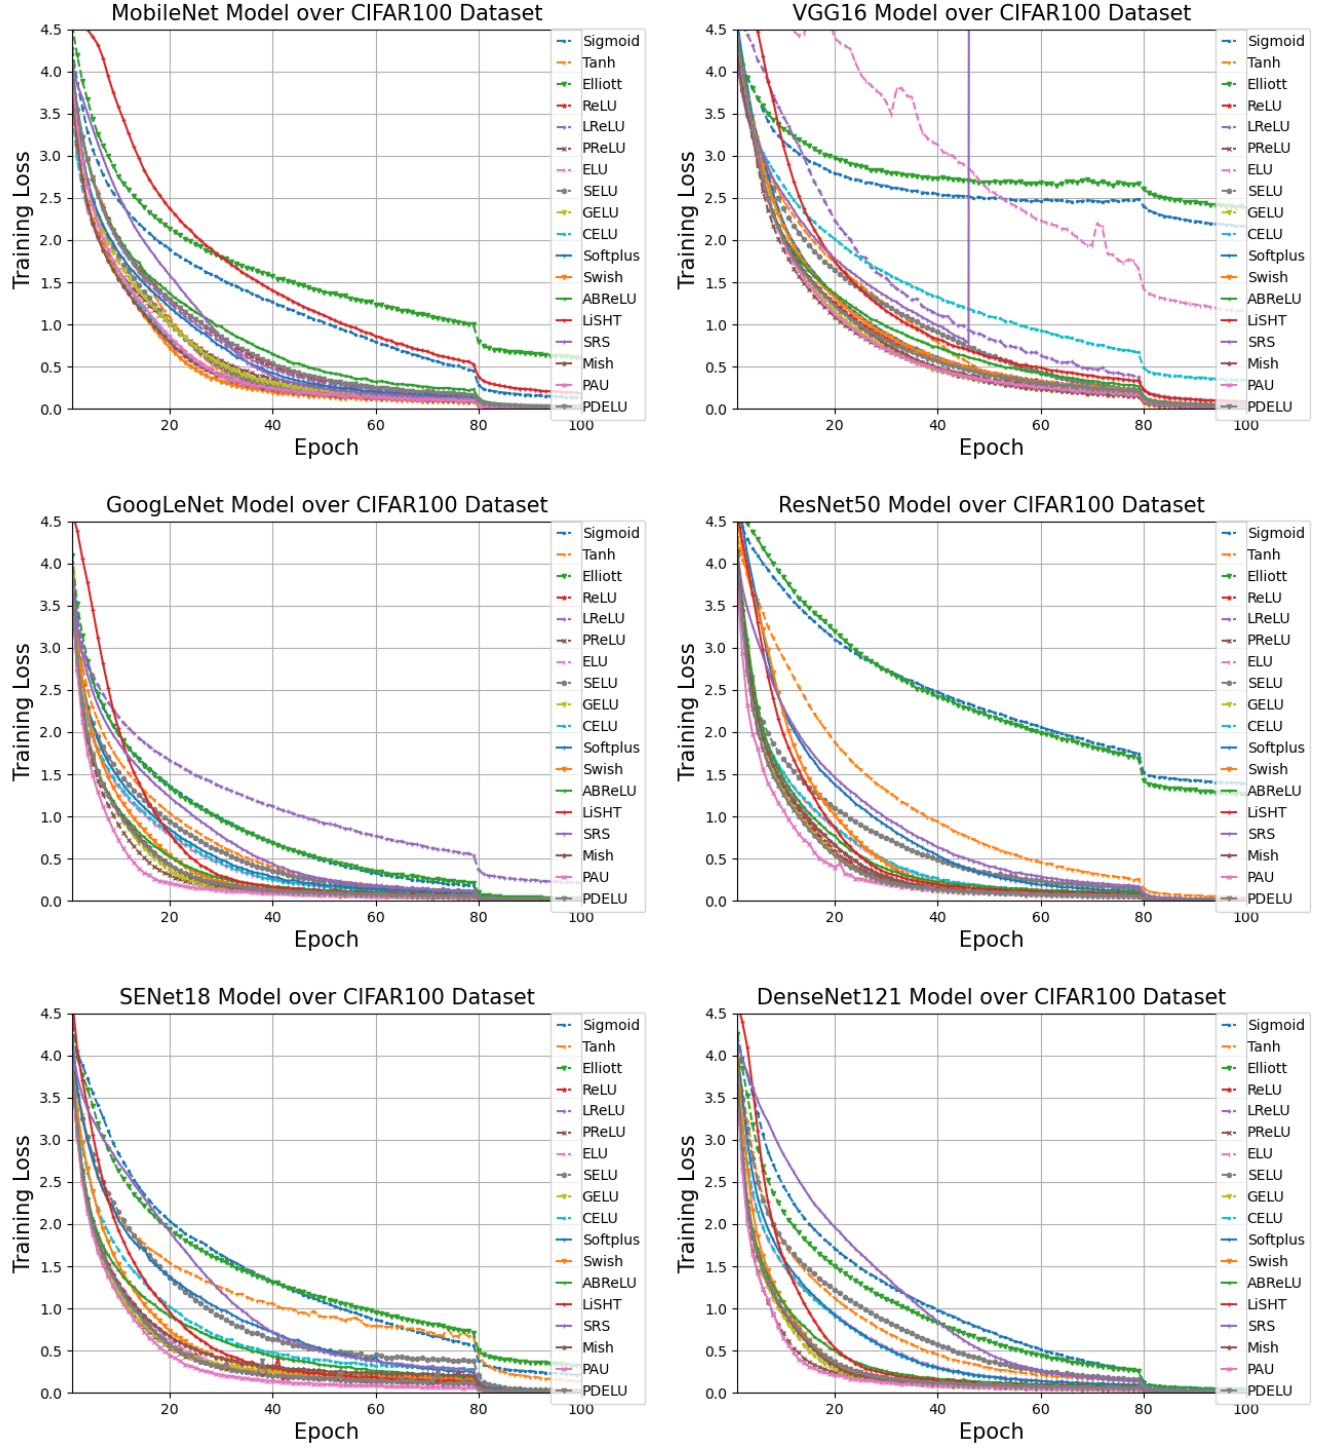 MobileNet Model over CIFAR100 Dataset
4.5
4.0
3.5
3.0
2.5
2.0
1.5
1.0
0.5
0.0
Training Loss
20
40
60
80
100
Epoch
Sigmoid
Tanh
Elliott
ReLU
LReLU
PReLU
ELU
SELU
GELU
CELU
Softplus
Swish
ABReLU
LiSHT
SRS
Mish
PAU
PDELU
VGG16 Model over CIFAR100 Dataset
4.5
4.0
3.5
3.0
2.5
2.0
1.5
1.0
0.5
0.0
Training Loss
20
40
60
80
100
Epoch
Sigmoid
Tanh
Elliott
ReLU
LReLU
PReLU
ELU
SELU
GELU
CELU
Softplus
Swish
ABReLU
LiSHT
SRS
Mish
PAU
PDELU
GoogLeNet Model over CIFAR100 Dataset
4.5
4.0
3.5
3.0
2.5
2.0
1.5
1.0
0.5
0.0
Training Loss
20
40
60
80
100
Epoch
Sigmoid
Tanh
Elliott
ReLU
LReLU
PReLU
ELU
SELU
GELU
CELU
Softplus
Swish
ABReLU
LiSHT
SRS
Mish
PAU
PDELU
ResNet50 Model over CIFAR100 Dataset
4.5
4.0
3.5
3.0
2.5
2.0
1.5
1.0
0.5
0.0
Training Loss
20
40
60
80
100
Epoch
Sigmoid
Tanh
Elliott
ReLU
LReLU
PReLU
ELU
SELU
GELU
CELU
Softplus
Swish
ABReLU
LiSHT
SRS
Mish
PAU
PDELU
SENet18 Model over CIFAR100 Dataset
4.5
4.0
3.5
3.0
2.5
2.0
1.5
1.0
0.5
0.0
Training Loss
20
40
60
80
100
Epoch
Sigmoid
Tanh
Elliott
ReLU
LReLU
PReLU
ELU
SELU
GELU
CELU
Softplus
Swish
ABReLU
LiSHT
SRS
Mish
PAU
PDELU
DenseNet121 Model over CIFAR100 Dataset
4.5
4.0
3.5
3.0
2.5
2.0
1.5
1.0
0.5
0.0
Training Loss
20
40
60
80
100
Epoch
Sigmoid
Tanh
Elliott
ReLU
LReLU
PReLU
ELU
SELU
GELU
CELU
Softplus
Swish
ABReLU
LiSHT
SRS
Mish
PAU
PDELU